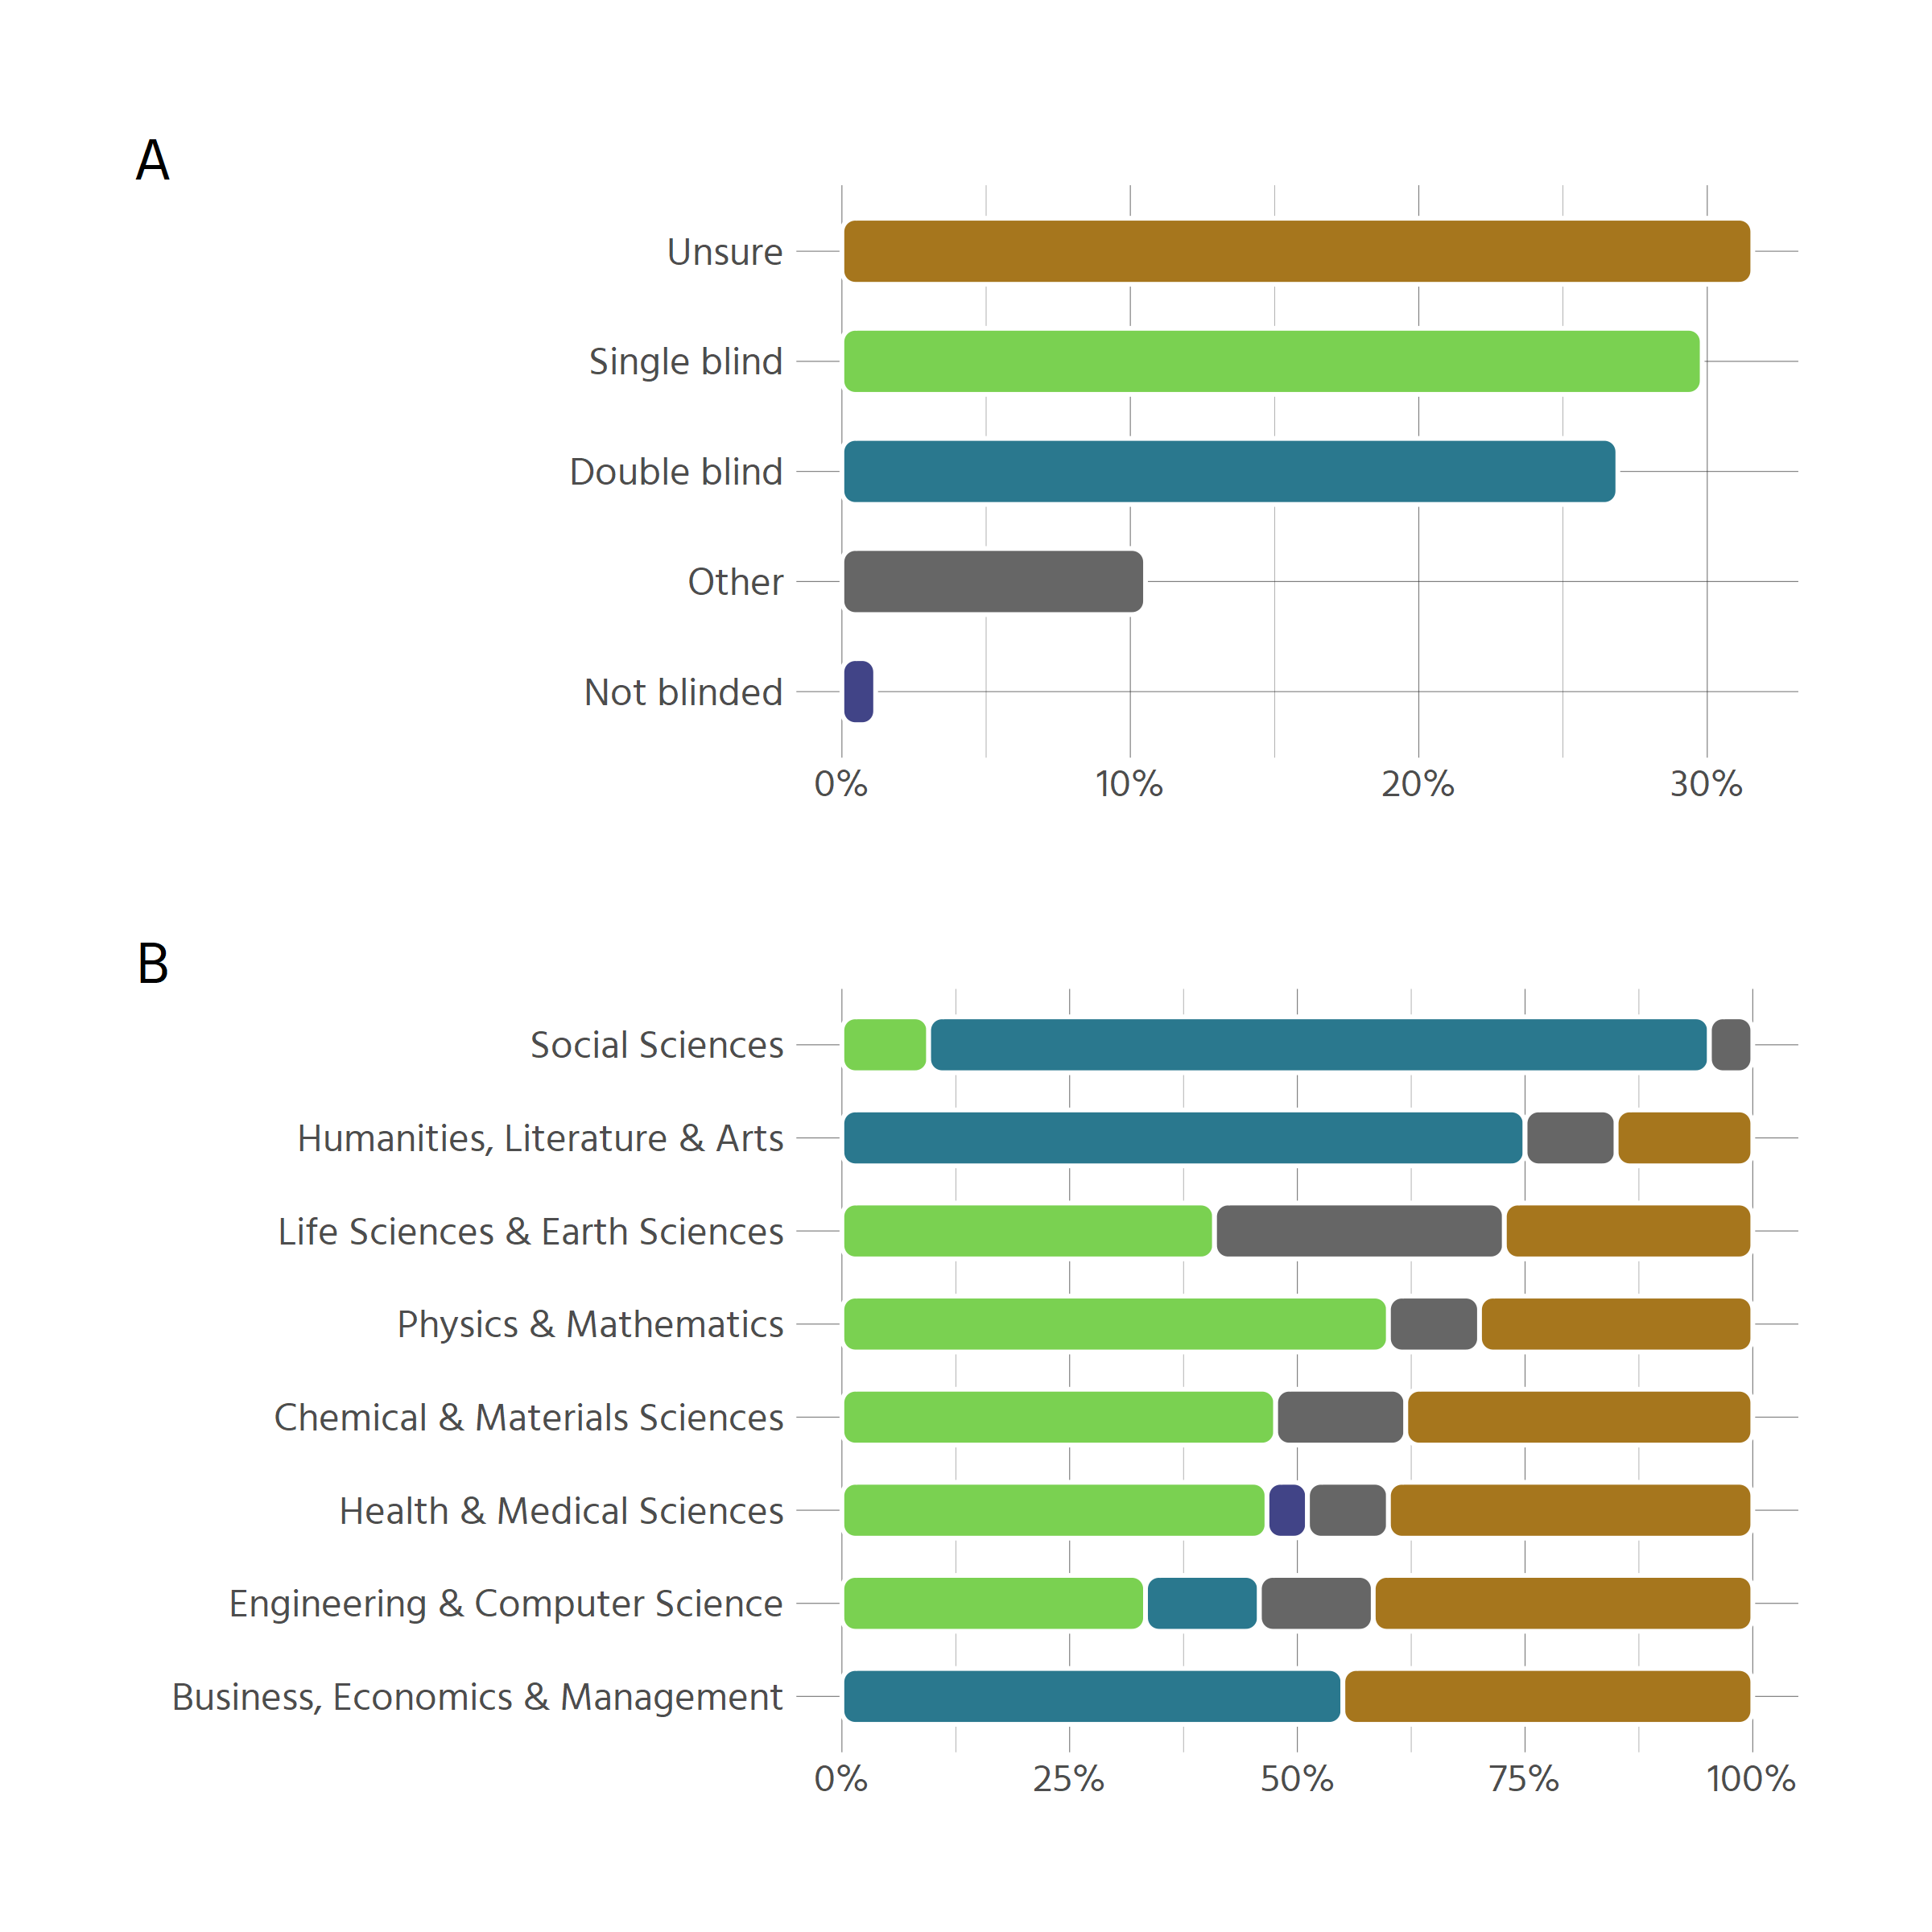 A
Unsure
Single blind
Double blind
Other
Not blinded
0% 10% 20% 30%
B
Social Sciences
Humanities, Literature & Arts
Life Sciences & Earth Sciences
Physics & Mathematics
Chemical & Materials Sciences
Health & Medical Sciences
Engineering & Computer Science
Business, Economics & Management
0% 25% 50% 75% 100%